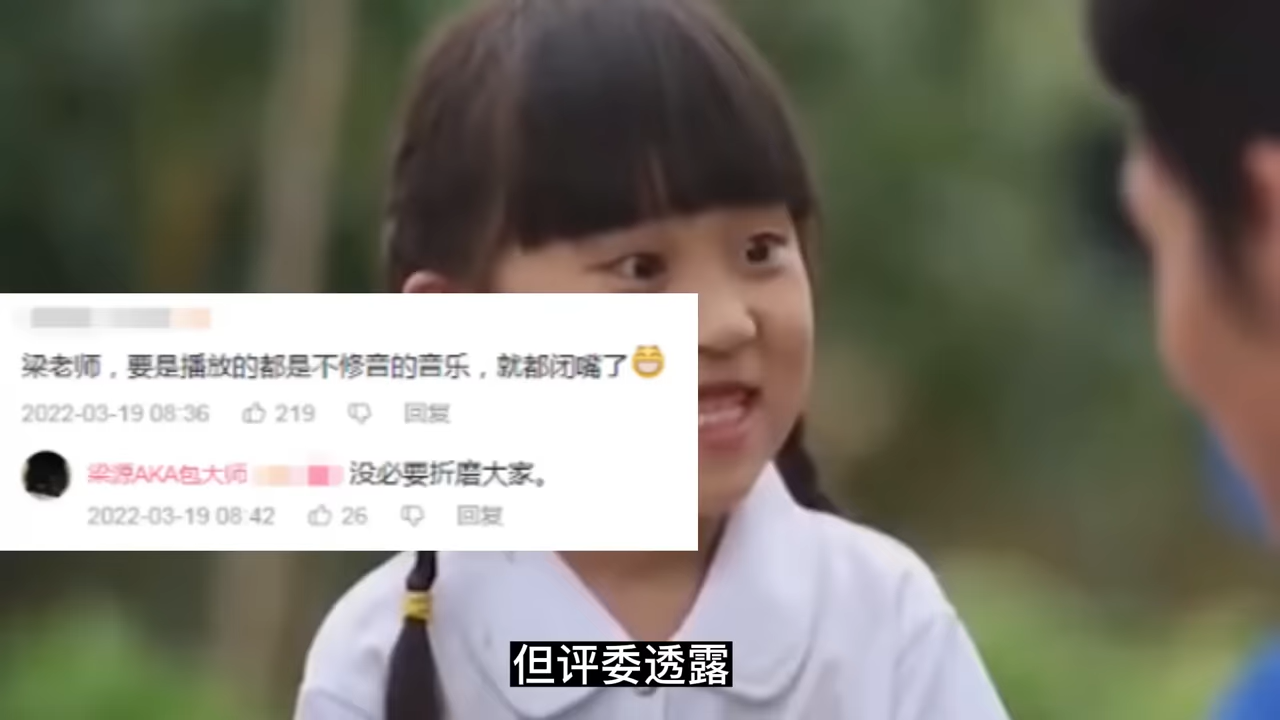 梁老师，要是播放的都是不修音的音乐，就都闭嘴了😁
2022-03-19 08:36 219 回复
梁源AKA包大师 没必要折磨大家。
2022-03-19 08:42 26 回复
但评委透露